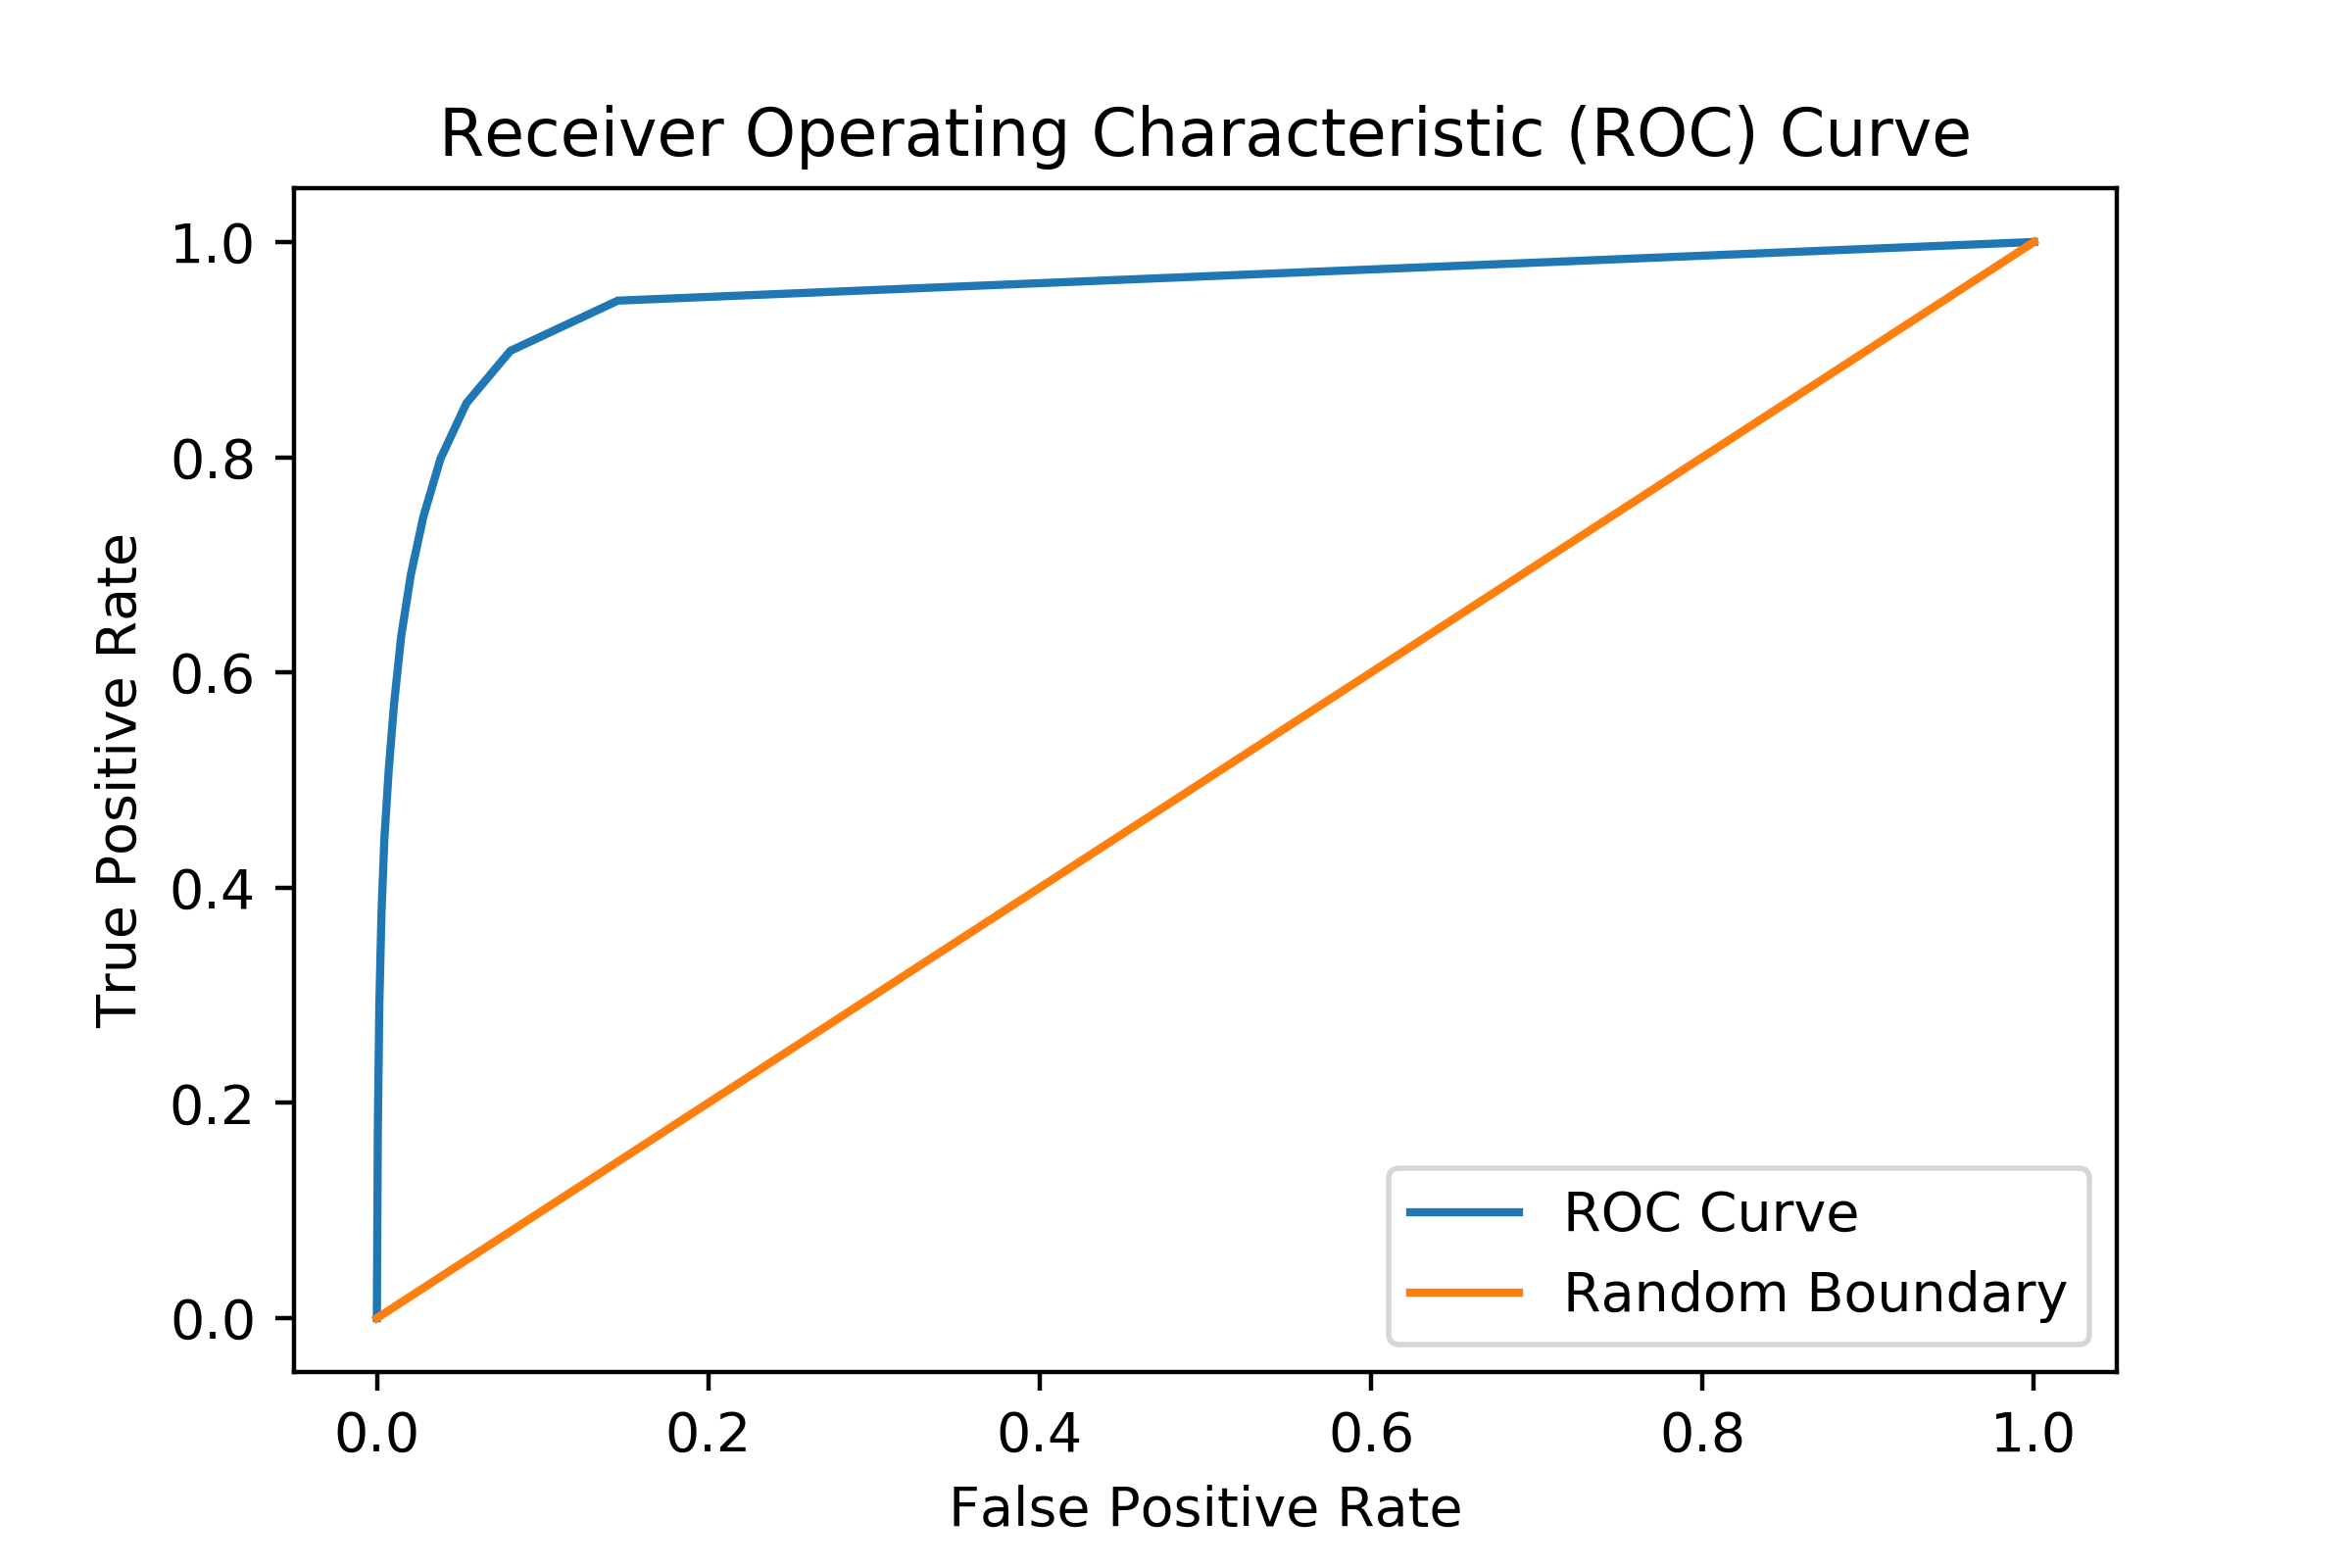 Receiver Operating Characteristic (ROC) Curve
1.0
0.8
0.6
0.4
0.2
0.0
True Positive Rate
ROC Curve
Random Boundary
0.0 0.2 0.4 0.6 0.8 1.0
False Positive Rate